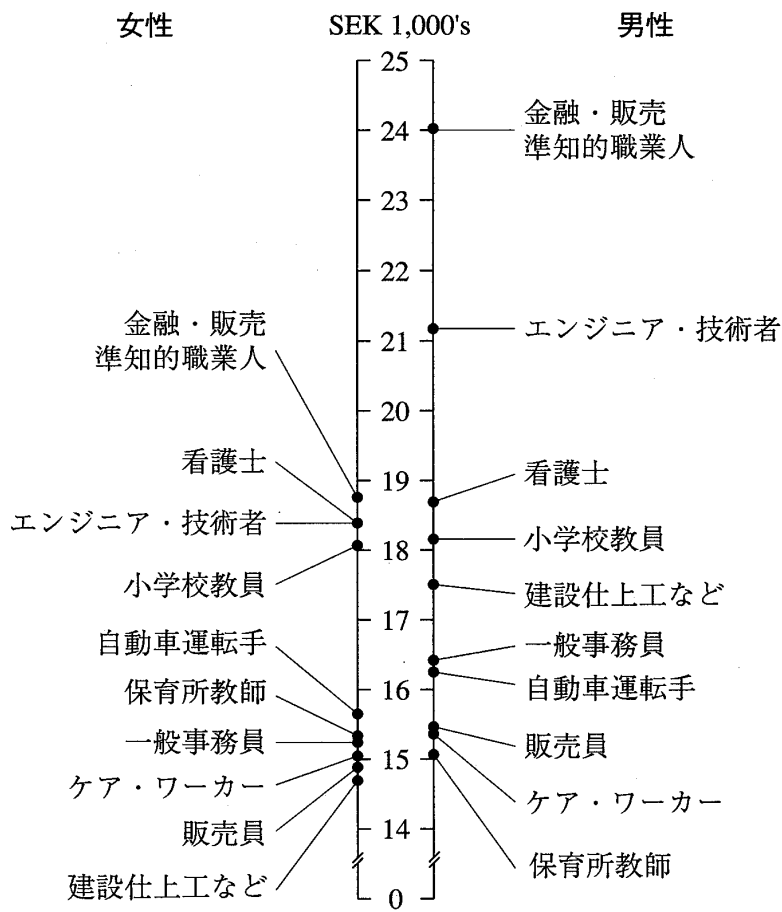 女性
SEK 1,000's
男性
25
24
23
22
21
20
19
18
17
16
15
14
0
金融・販売
準知的職業人
看護士
エンジニア・技術者
小学校教員
自動車運転手
保育所教師
一般事務員
ケア・ワーカー
販売員
建設仕上工など
金融・販売
準知的職業人
エンジニア・技術者
看護士
小学校教員
建設仕上工など
一般事務員
自動車運転手
販売員
ケア・ワーカー
保育所教師